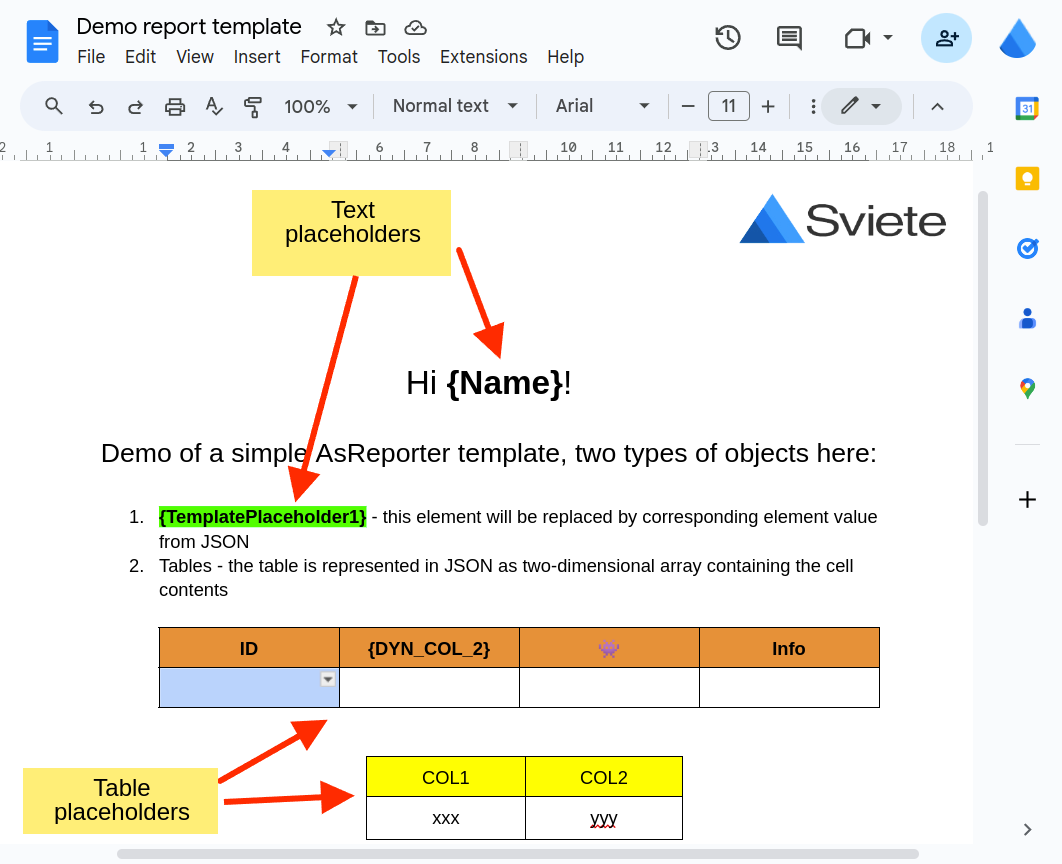 Demo report template
File Edit View Insert Format Tools Extensions Help
100% Normal text Arial 11
31
2 1 1 2 3 4 6 7 8 10 11 12 13 14 15 16 17 18 1
Text
placeholders
Sviete
Hi {Name}!
Demo of a simple AsReporter template, two types of objects here:
1. {TemplatePlaceholder1} - this element will be replaced by corresponding element value
from JSON
2. Tables - the table is represented in JSON as two-dimensional array containing the cell
contents
ID {DYN_COL_2} 👾 Info
Table
placeholders
COL1 COL2
xxx yyy